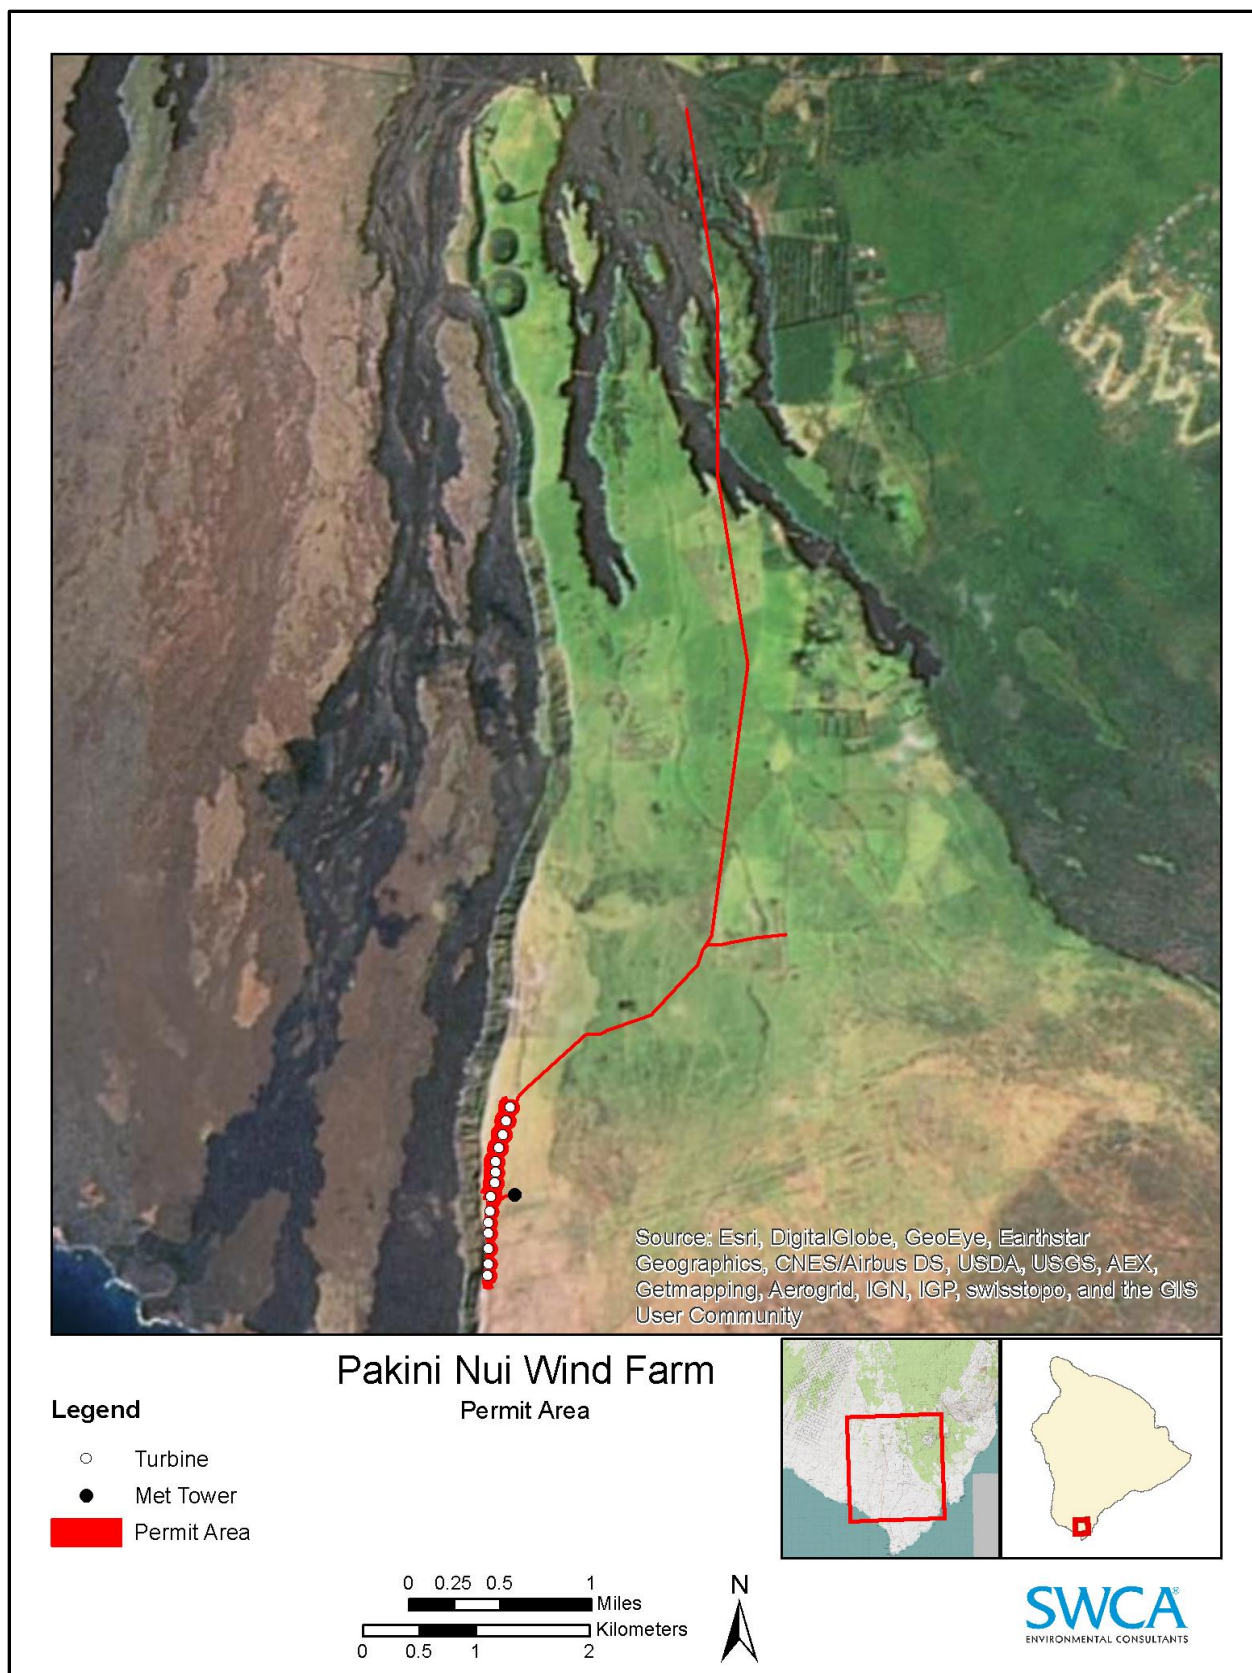 Source: Esri, DigitalGlobe, GeoEye, Earthstar
Geographics, CNES/Airbus DS, USDA, USGS, AEX,
Getmapping, Aerogrid, IGN, IGP, swisstopo, and the GIS
User Community
Pakini Nui Wind Farm
Permit Area
Legend
Turbine
Met Tower
Permit Area
0 0.25 0.5 1
Miles
Kilometers
0 0.5 1 2
N
SWCA®
ENVIRONMENTAL CONSULTANTS